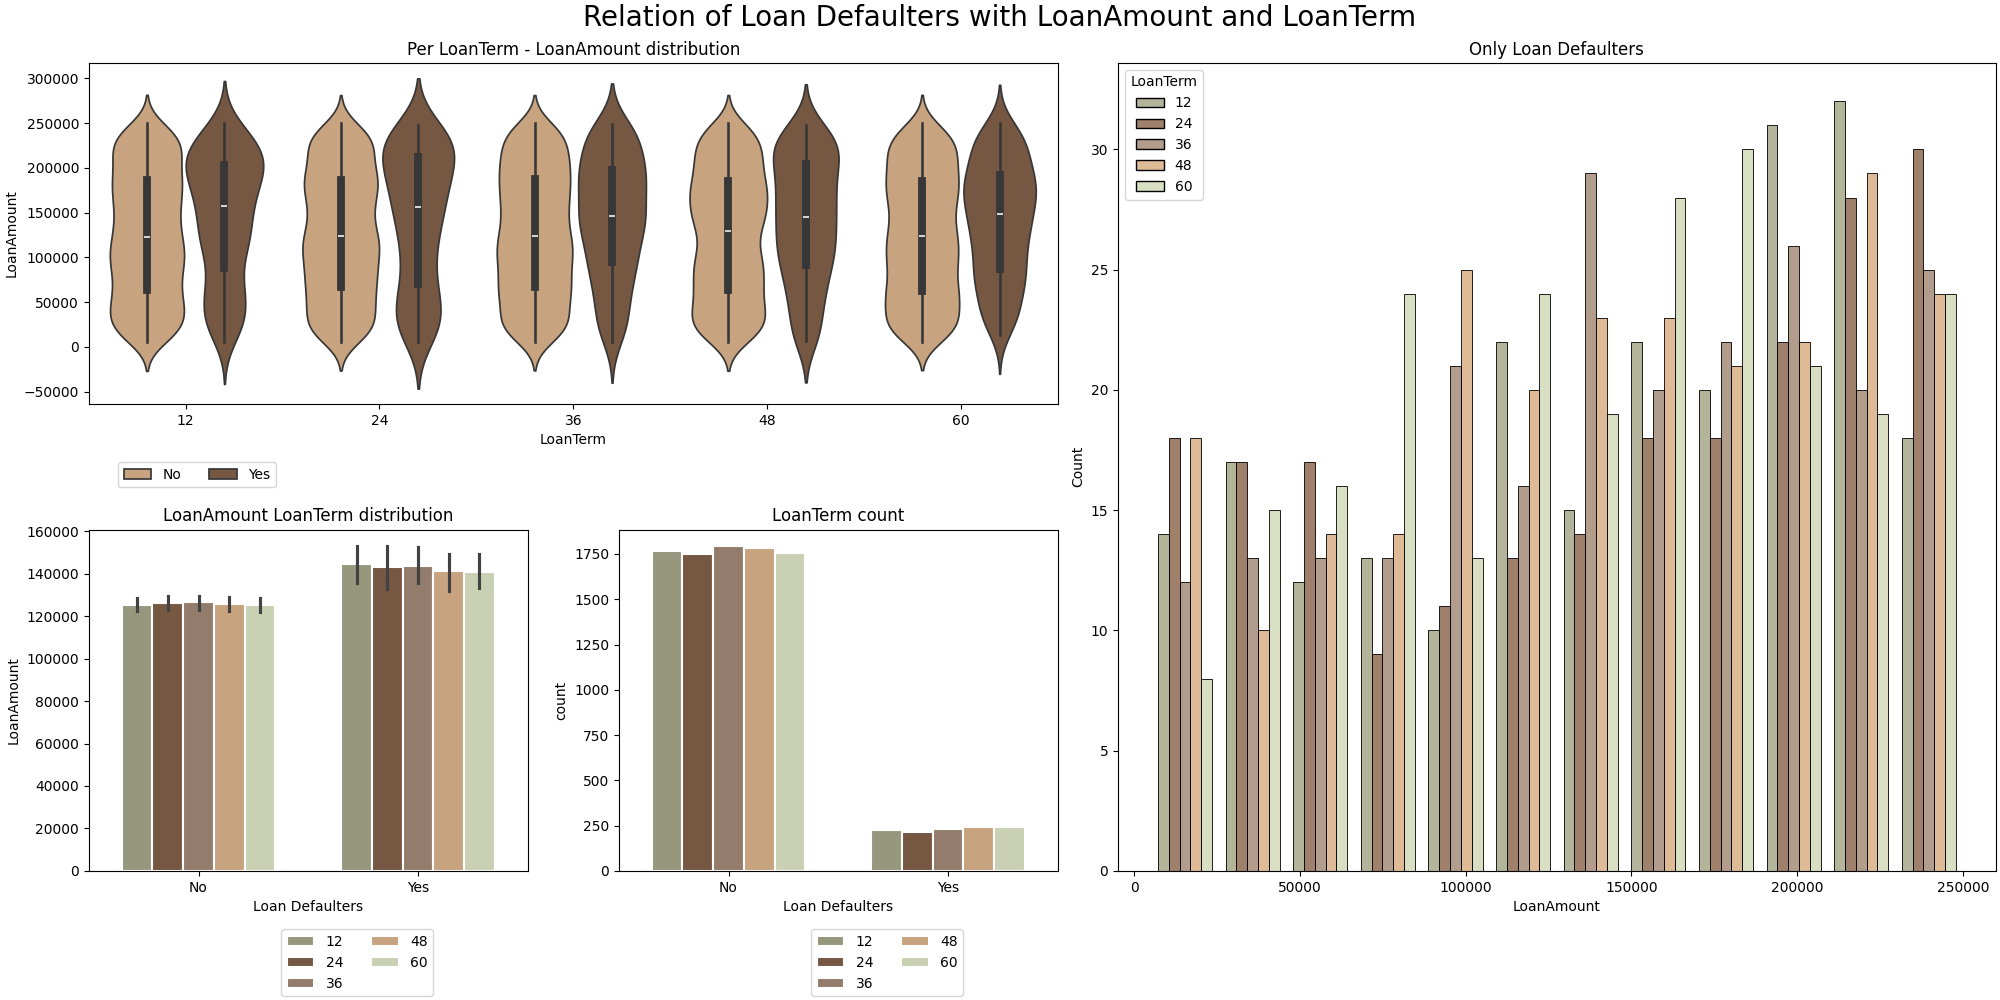 Relation of Loan Defaulters with LoanAmount and LoanTerm
Per LoanTerm - LoanAmount distribution
LoanAmount
300000
250000
200000
150000
100000
50000
0
−50000
12 24 36 48 60
LoanTerm
No Yes
Only Loan Defaulters
LoanTerm
12
24
36
48
60
Count
30
25
20
15
10
5
0
0 50000 100000 150000 200000 250000
LoanAmount
LoanAmount LoanTerm distribution
LoanAmount
160000
140000
120000
100000
80000
60000
40000
20000
0
No Yes
Loan Defaulters
12 48
24 60
36
LoanTerm count
count
1750
1500
1250
1000
750
500
250
0
No Yes
Loan Defaulters
12 48
24 60
36